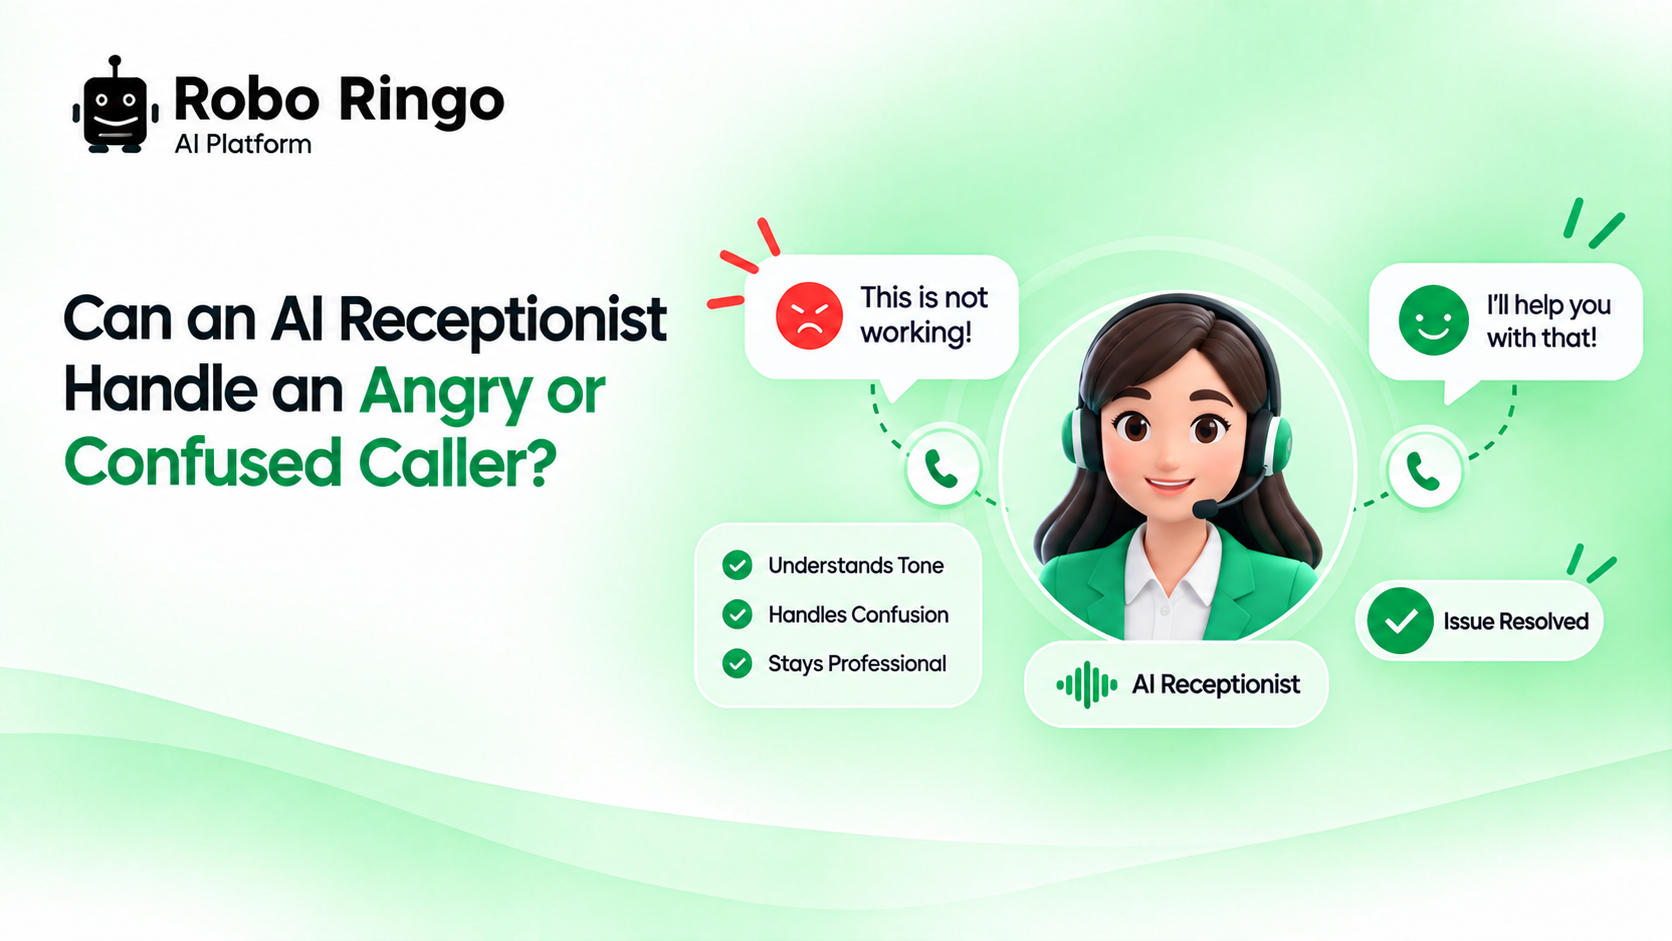 Robo Ringo
AI Platform
Can an AI Receptionist
Handle an Angry or
Confused Caller?
This is not
working!
I'll help you
with that!
Understands Tone
Handles Confusion
Stays Professional
AI Receptionist
Issue Resolved